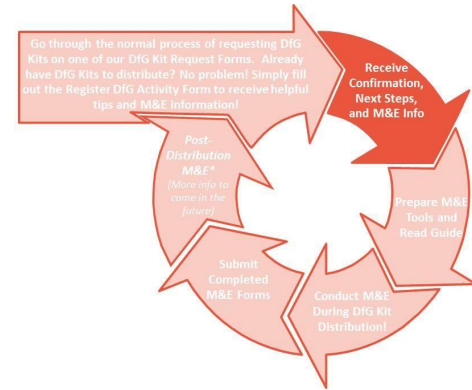 Go through the normal process of requesting DfG
Kits on one of our DfG Kit Request Forms. Already
have DfG Kits to distribute? No problem! Simply fill
out the Register DfG Activity Form to receive helpful
tips and M&E Information!
Receive
Confirmation,
Next Steps,
and M&E Info
Prepare M&E
Tools and
Read Guide
Conduct M&E
During DfG Kit
Distribution!
Submit
Completed
M&E Forms
Post-
Distribution
M&E*
(More info to
come in the
future)